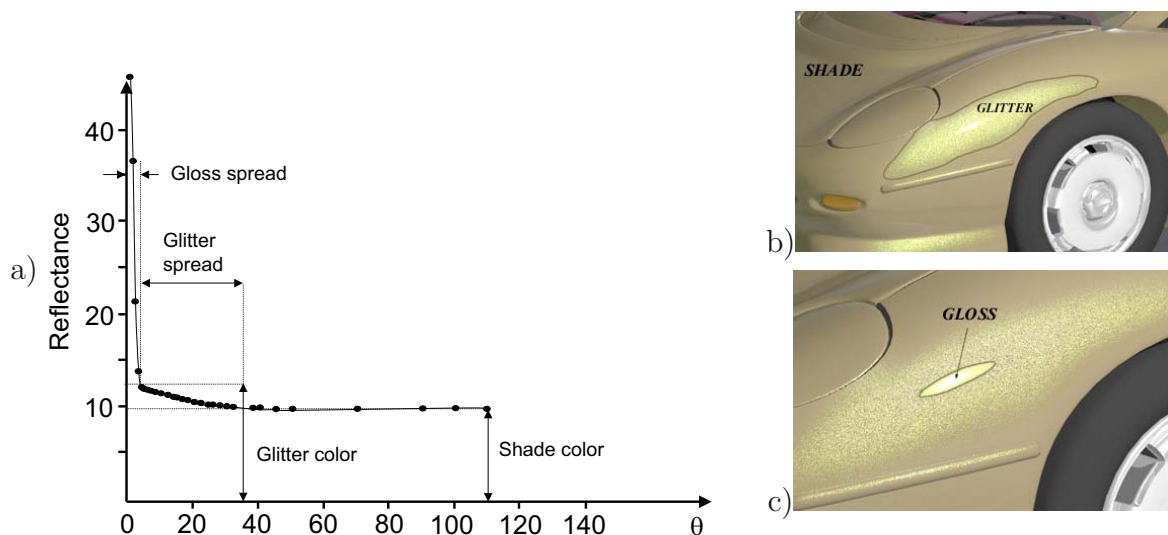 a)
Reflectance
40
30
20
10
0
20
40
60
80
100
120
140
θ
Gloss spread
Glitter
spread
Glitter color
Shade color
b)
SHADE
GLITTER
c)
GLOSS